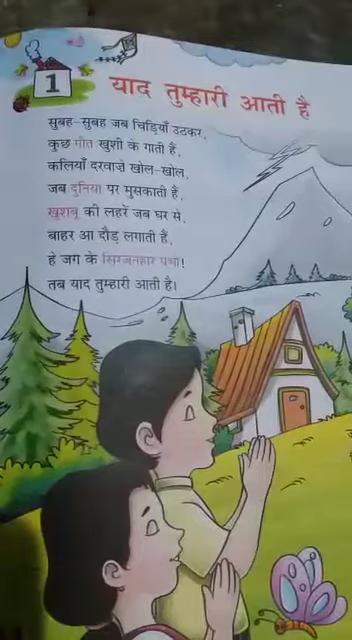 1
याद तुम्हारी आती है
सुबह-सुबह जब चिड़ियाँ उठकर,
कुछ गीत खुशी के गाती हैं,
कलियाँ दरवाज़े खोल-खोल,
जब दुनिया पर मुसकाती हैं,
खुशबू की लहरें जब घर से,
बाहर आ दौड़ लगाती हैं,
हे जग के सिरजनहार प्रभो!
तब याद तुम्हारी आती है।